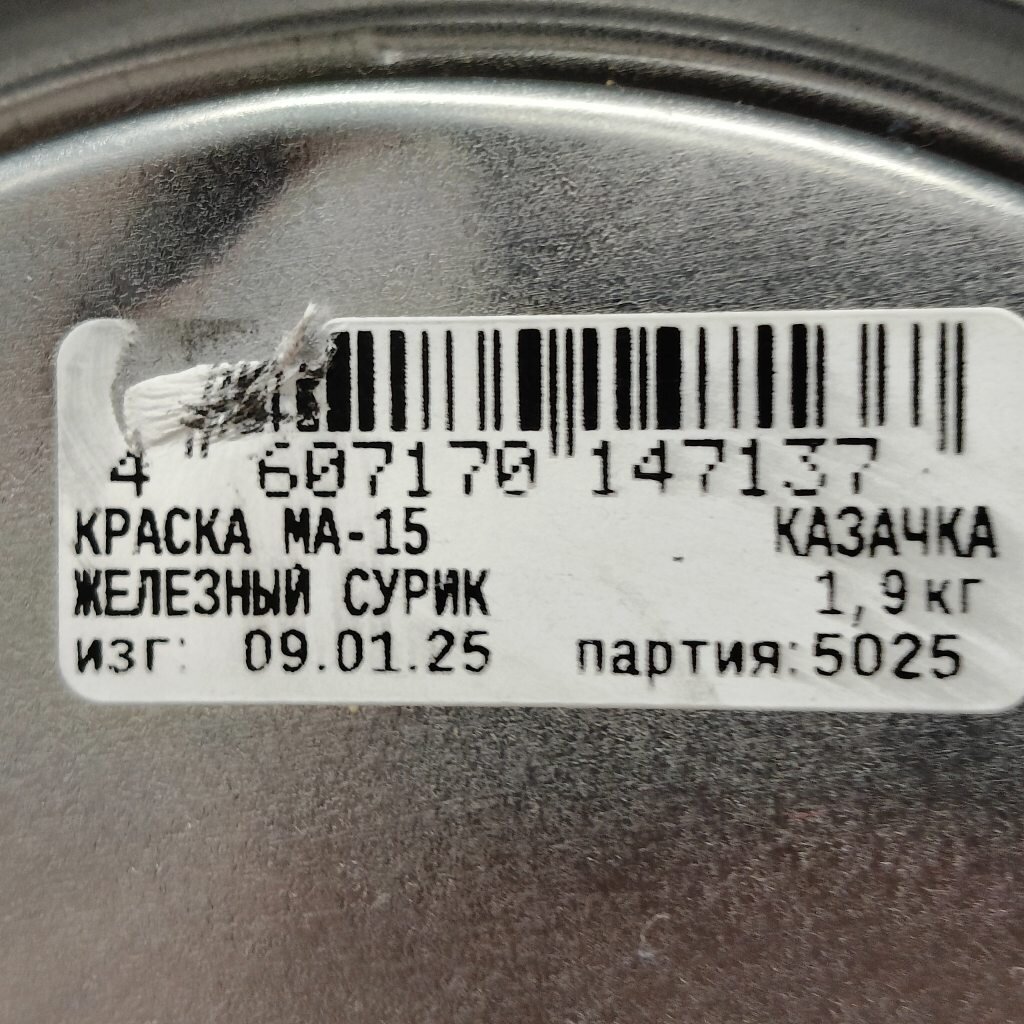 4 607170 147137
КРАСКА МА-15 КАЗАЧКА
ЖЕЛЕЗНЫЙ СУРИК 1,9кг
изг: 09.01.25 партия:5025